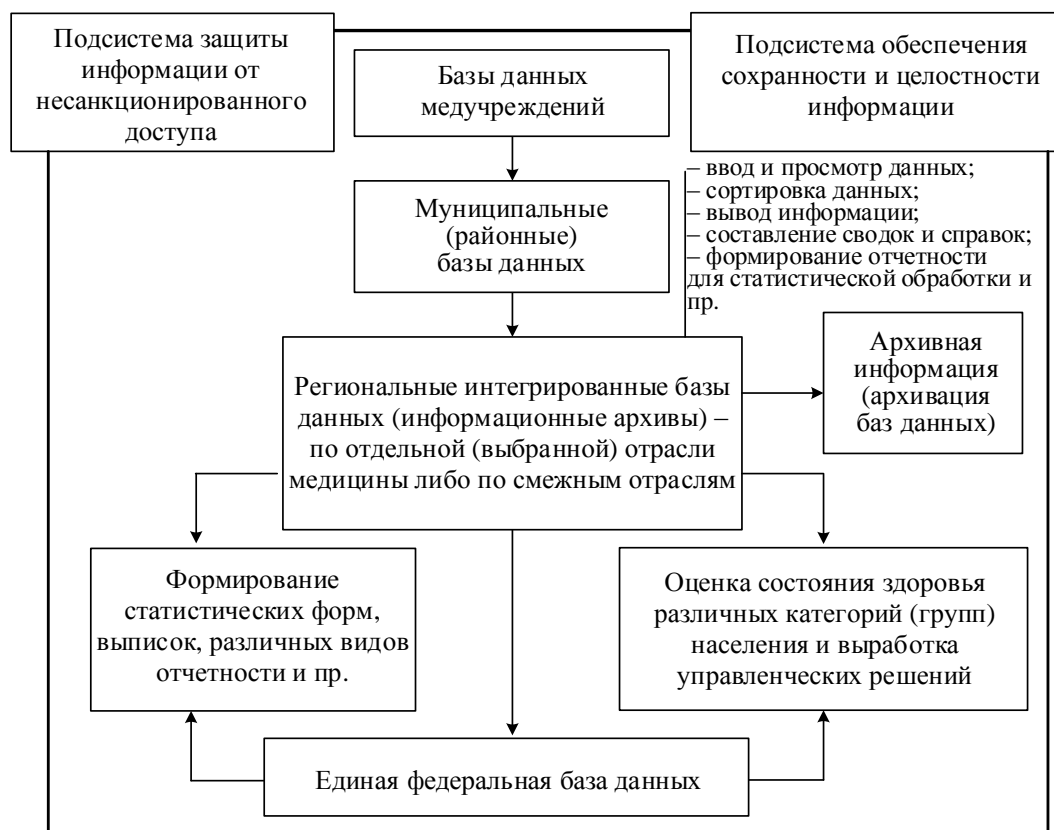 Подсистема защиты
информации от
несанкционированного
доступа
Базы данных
медучреждений
Подсистема обеспечения
сохранности и целостности
информации
– ввод и просмотр данных;
– сортировка данных;
– вывод информации;
– составление сводок и справок;
– формирование отчетности
для статистической обработки и
пр.
Муниципальные
(районные)
базы данных
Региональные интегрированные базы
данных (информационные архивы) –
по отдельной (выбранной) отрасли
медицины либо по смежным отраслям
Архивная
информация
(архивация
баз данных)
Формирование
статистических форм,
выписок, различных видов
отчетности и пр.
Оценка состояния здоровья
различных категорий (групп)
населения и выработка
управленческих решений
Единая федеральная база данных